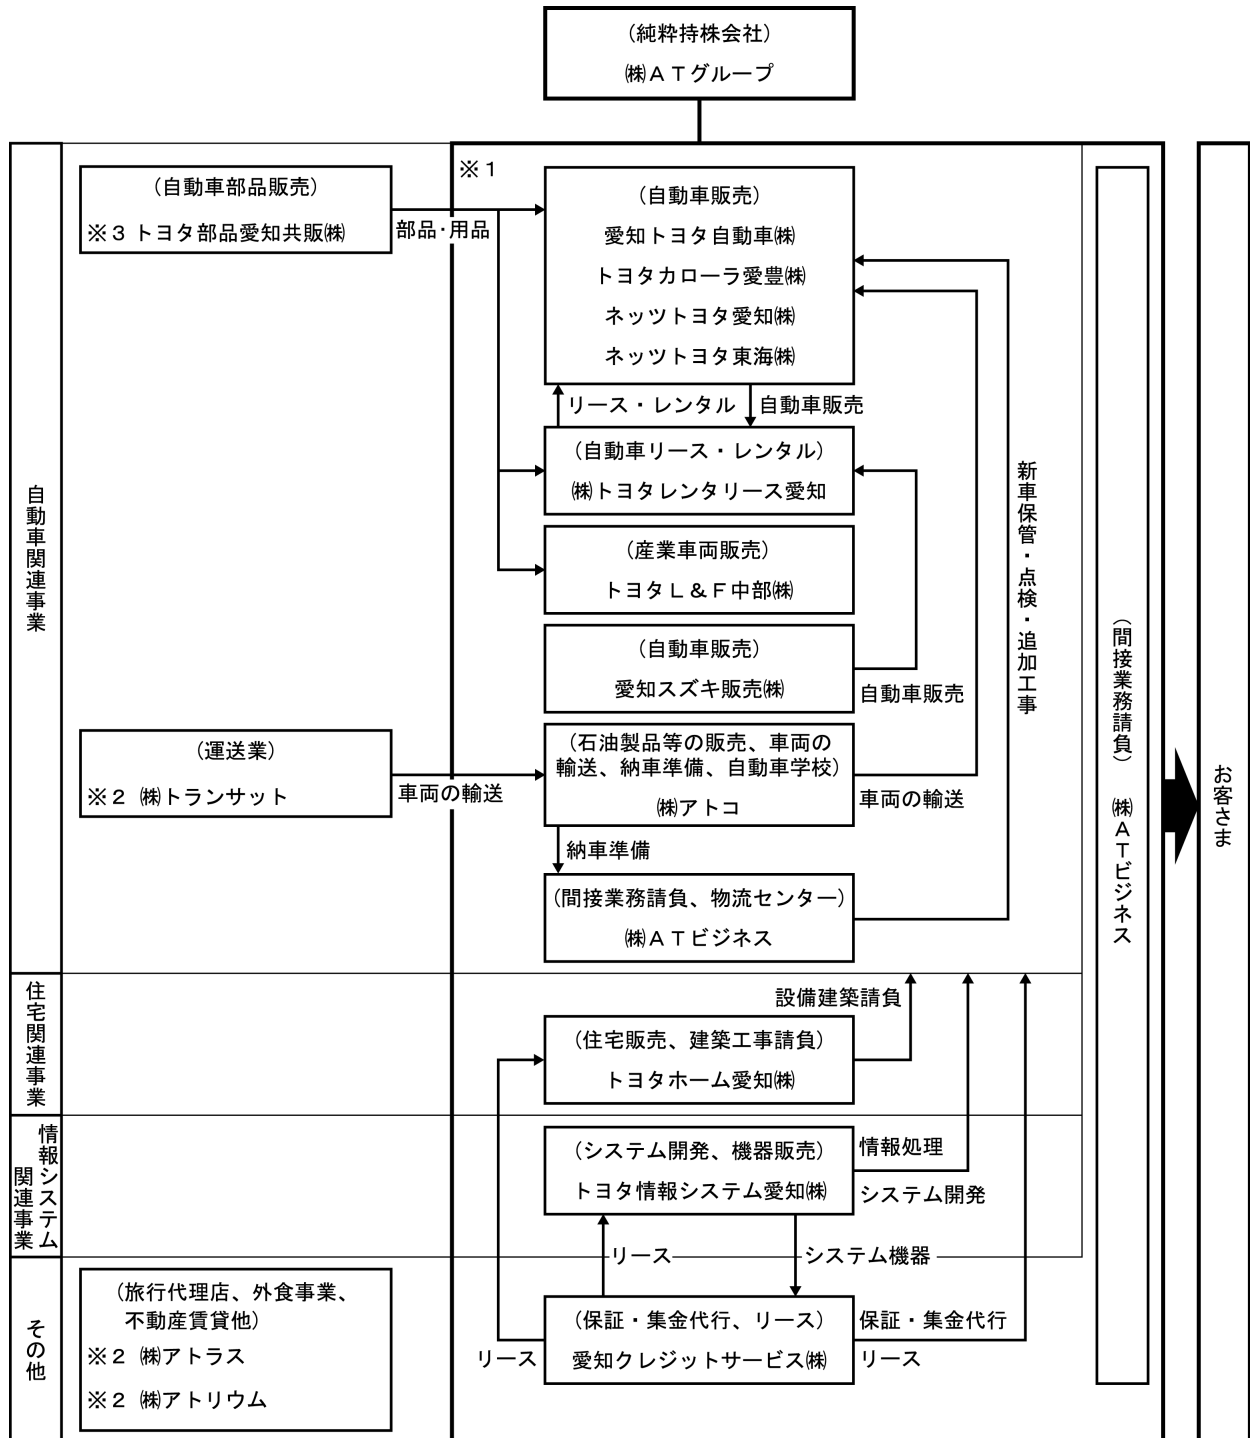 （純粋持株会社）
㈱ＡＴグループ
自動車関連事業
※１
（自動車部品販売）
※３ トヨタ部品愛知共販㈱
部品・用品
（自動車販売）
愛知トヨタ自動車㈱
トヨタカローラ愛豊㈱
ネッツトヨタ愛知㈱
ネッツトヨタ東海㈱
リース・レンタル
自動車販売
（自動車リース・レンタル）
㈱トヨタレンタリース愛知
（産業車両販売）
トヨタＬ＆Ｆ中部㈱
（自動車販売）
愛知スズキ販売㈱
自動車販売
新車保管・点検・追加工事
（運送業）
※２ ㈱トランサット
車両の輸送
（石油製品等の販売、車両の
輸送、納車準備、自動車学校）
㈱アトコ
車両の輸送
納車準備
（間接業務請負、物流センター）
㈱ＡＴビジネス
（間接業務請負） ㈱ＡＴビジネス
お客さま
住宅関連事業
設備建築請負
（住宅販売、建築工事請負）
トヨタホーム愛知㈱
情報システム
関連事業
（システム開発、機器販売）
トヨタ情報システム愛知㈱
情報処理
システム開発
リース
システム機器
その他
（旅行代理店、外食事業、
不動産賃貸他）
※２ ㈱アトラス
※２ ㈱アトリウム
リース
（保証・集金代行、リース）
愛知クレジットサービス㈱
保証・集金代行
リース